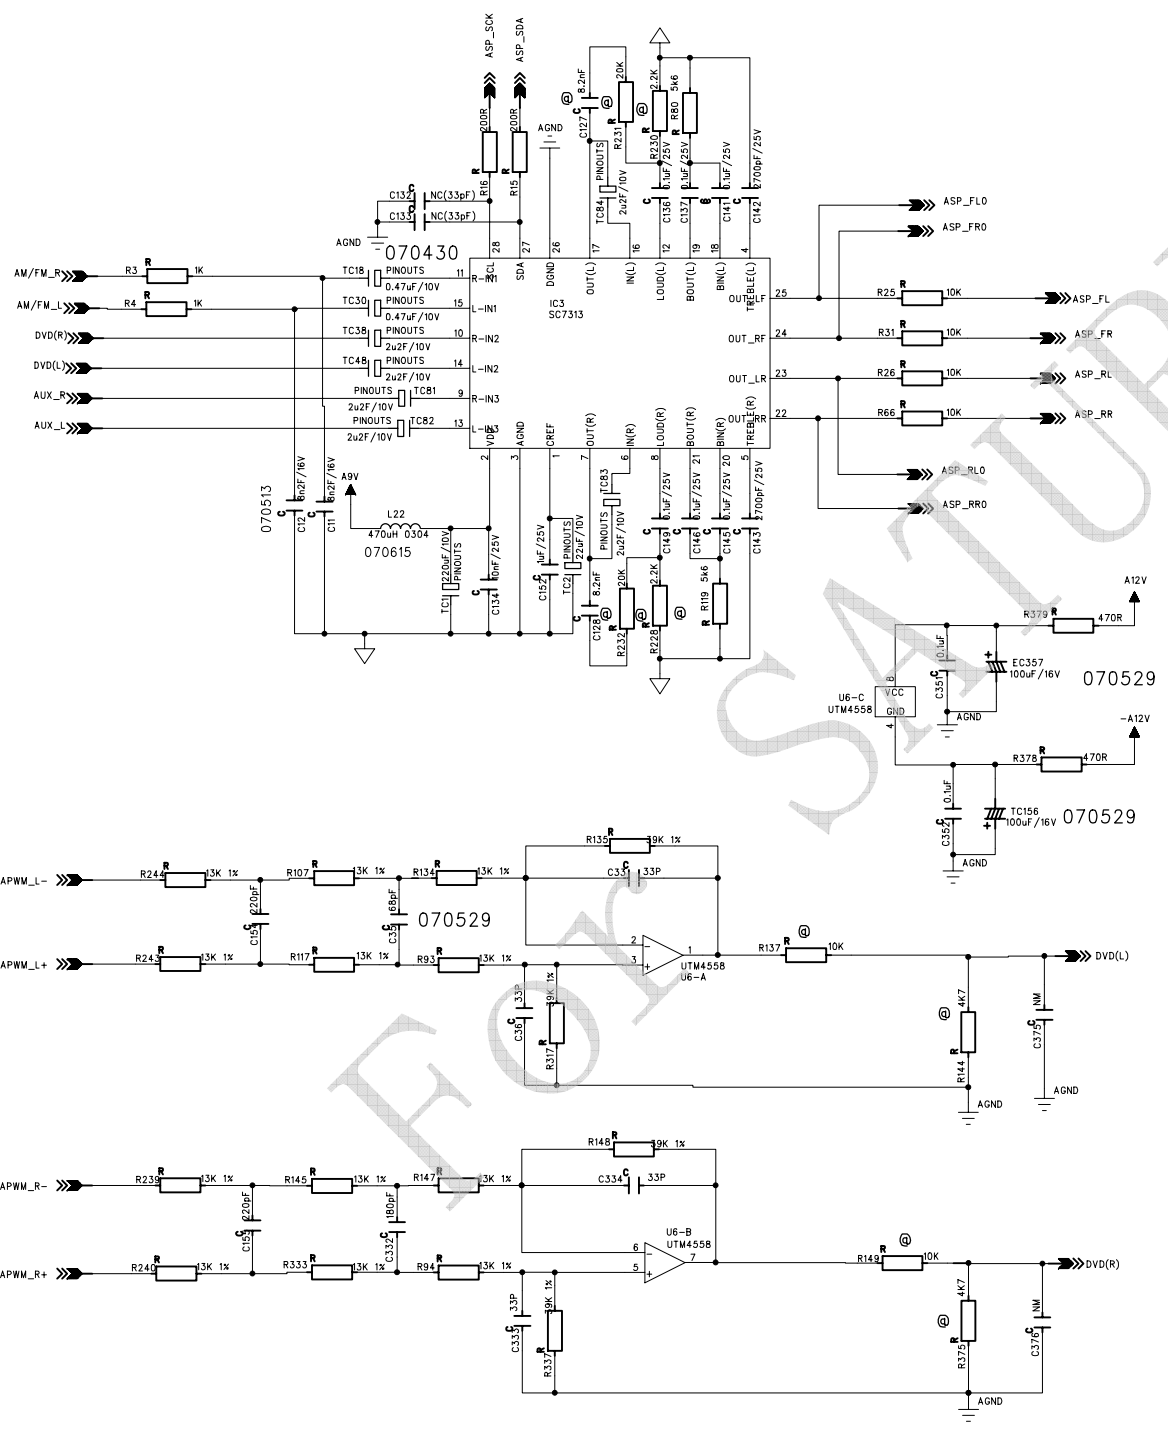 ASP_SCK
ASP_SDA
200R
200R
R
R
R16
R15
AGND
8.2nF
@
C
C127
20K
@
R
R231
2.2K
@
R
R230
5k6
R80
R
PINOUTS
TC84
2u2F/10V
0.1uF/25V
C
C136
0.1uF/25V
C
C137
0.1uF/25V
C141
2700pF/25V
C
C142
C132
C
NC(33pF)
C133
C
NC(33pF)
AGND
070430
28
27
26
17
16
12
19
18
4
SCL
SDA
DGND
OUT(L)
IN(L)
LOUD(L)
BOUT(L)
BIN(L)
TREBLE(L)
IC3
SC7313
AM/FM_R
R3
R
1K
TC18
PINOUTS
0.47uF/10V
11
R-IN1
AM/FM_L
R4
R
1K
TC30
PINOUTS
0.47uF/10V
15
L-IN1
DVD(R)
TC38
PINOUTS
2u2F/10V
10
R-IN2
DVD(L)
TC48
PINOUTS
2u2F/10V
14
L-IN2
AUX_R
PINOUTS
TC81
2u2F/10V
9
R-IN3
AUX_L
PINOUTS
TC82
2u2F/10V
13
L-IN3
ASP_FLO
ASP_FRO
OUT_LF
25
R25
R
10K
ASP_FL
OUT_RF
24
R31
R
10K
ASP_FR
OUT_LR
23
R26
R
10K
ASP_RL
OUT_RR
22
R66
R
10K
ASP_RR
ASP_RLO
ASP_RRO
VDD
AGND
CREF
OUT(R)
IN(R)
LOUD(R)
BOUT(R)
BIN(R)
TREBLE(R)
2
3
1
7
6
8
21
20
5
070513
8n2F/16V
C
C12
8n2F/16V
C
C11
A9V
L22
470uH 0304
070615
220uF/10V
PINOUTS
TC1
10nF/25V
C
C134
1uF/25V
C
C152
PINOUTS
22uF/10V
TC2
8.2nF
@
C
C128
TC83
PINOUTS
2u2F/10V
20K
@
R
R232
0.1uF/25V
C
C149
2.2K
@
R
R228
0.1uF/25V
C
C146
0.1uF/25V
C
C145
5k6
R119
R
2700pF/25V
C
C143
A12V
R379
R
470R
0.1uF
C
C351
+
EC357
100uF/16V
070529
AGND
8
U6-C
UTM4558
VCC
GND
4
-A12V
R378
R
470R
0.1uF
C
C352
+
TC156
100uF/16V
070529
AGND
APWM_L-
R244
R
13K 1%
R107
R
13K 1%
R134
R
13K 1%
R135
R
39K 1%
C33
C
33P
220pF
C
C154
68pF
C
C35
070529
APWM_L+
R243
R
13K 1%
R117
R
13K 1%
R93
R
13K 1%
2
-
3
+
1
UTM4558
U6-A
33P
C
C36
39K 1%
R
R317
R137
R
@
10K
DVD(L)
4K7
@
R
R144
NM
C
C375
AGND
AGND
APWM_R-
R239
R
13K 1%
R145
R
13K 1%
R147
R
13K 1%
R148
R
39K 1%
C334
C
33P
220pF
C
C155
180pF
C
C332
APWM_R+
R240
R
13K 1%
R333
R
13K 1%
R94
R
13K 1%
6
-
5
+
7
U6-B
UTM4558
33P
C
C333
39K 1%
R
R337
R149
R
@
10K
DVD(R)
4K7
@
R
R375
NM
C
C376
AGND
For SATUR